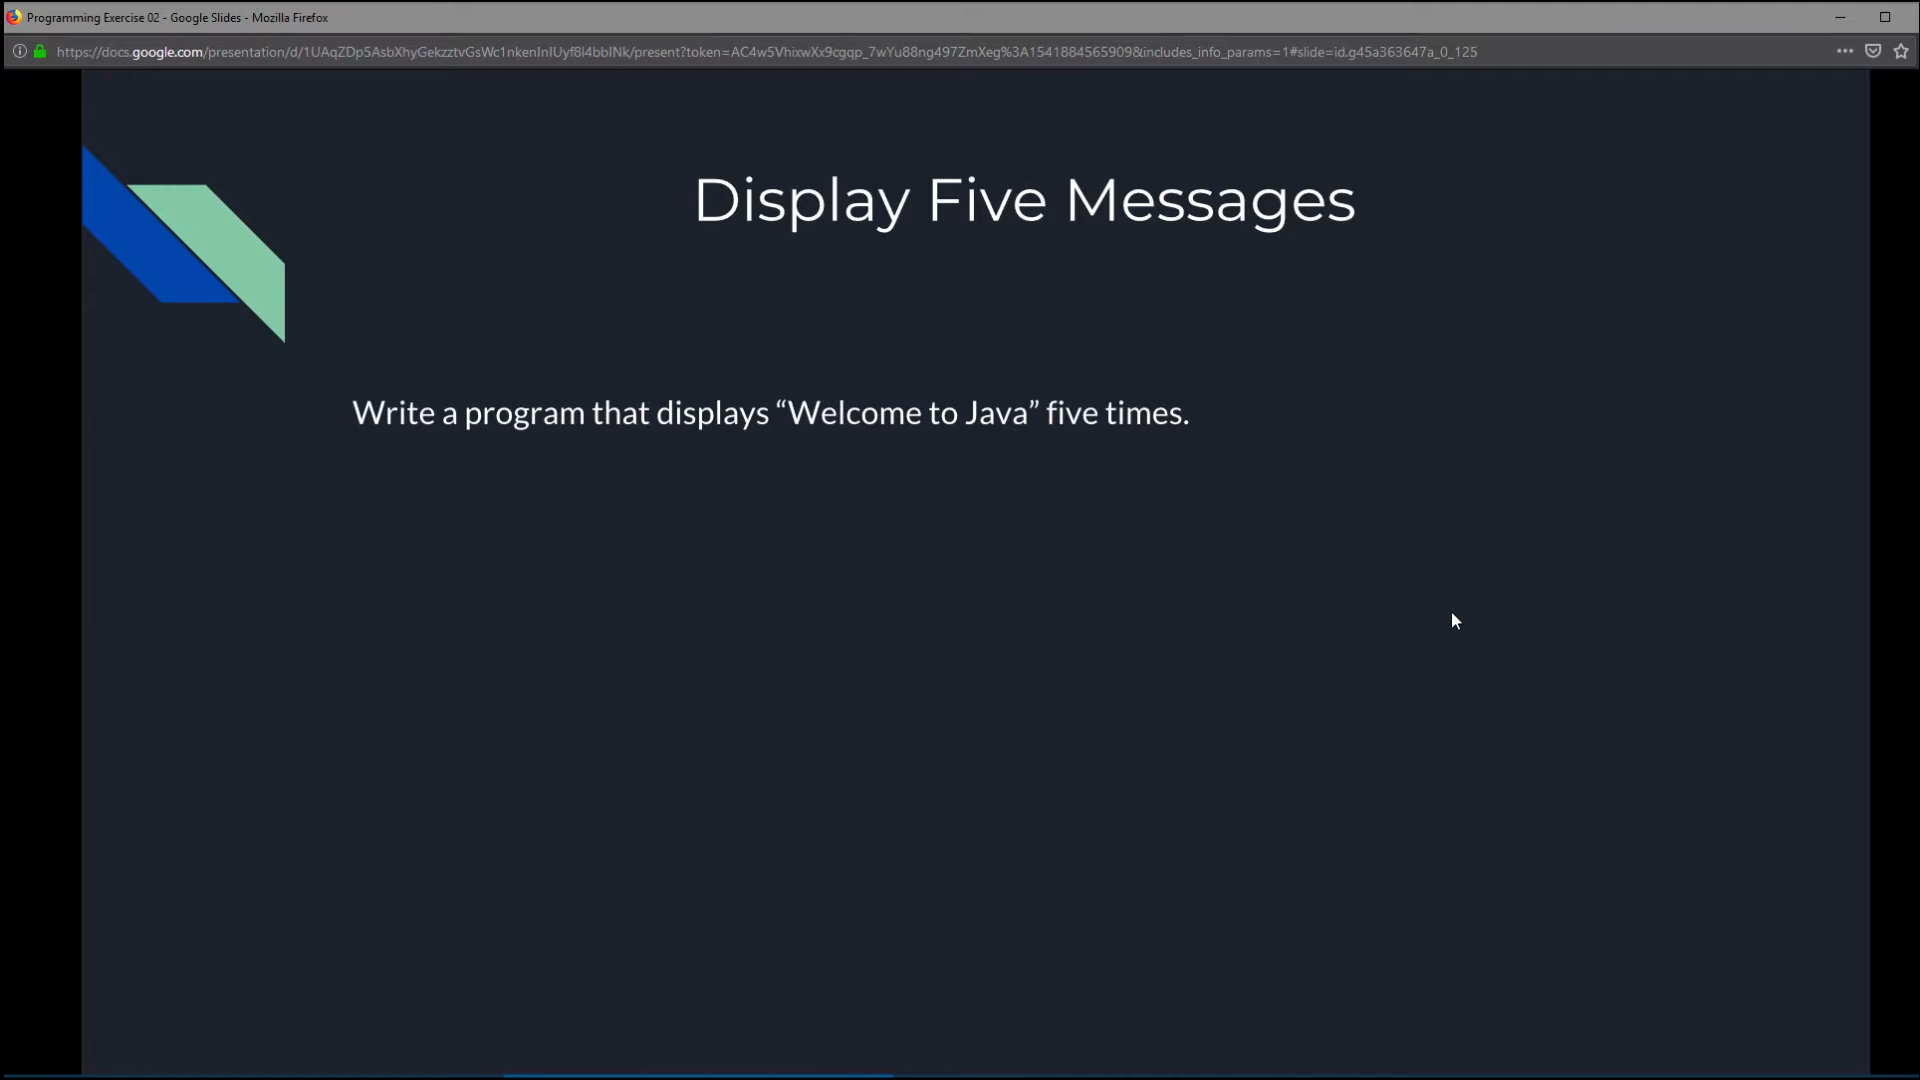 Programming Exercise 02 - Google Slides - Mozilla Firefox
https://docs.google.com/presentation/d/1UAqZDp5AsbXhyGekzztvGsWc1nkenInIUyf8l4bbINk/present?token=AC4w5VhixwXx9cgqp_7wYu88ng497ZmXeg%3A1541884565909&includes_info_params=1#slide=id.g45a363647a_0_125
Display Five Messages
Write a program that displays “Welcome to Java” five times.